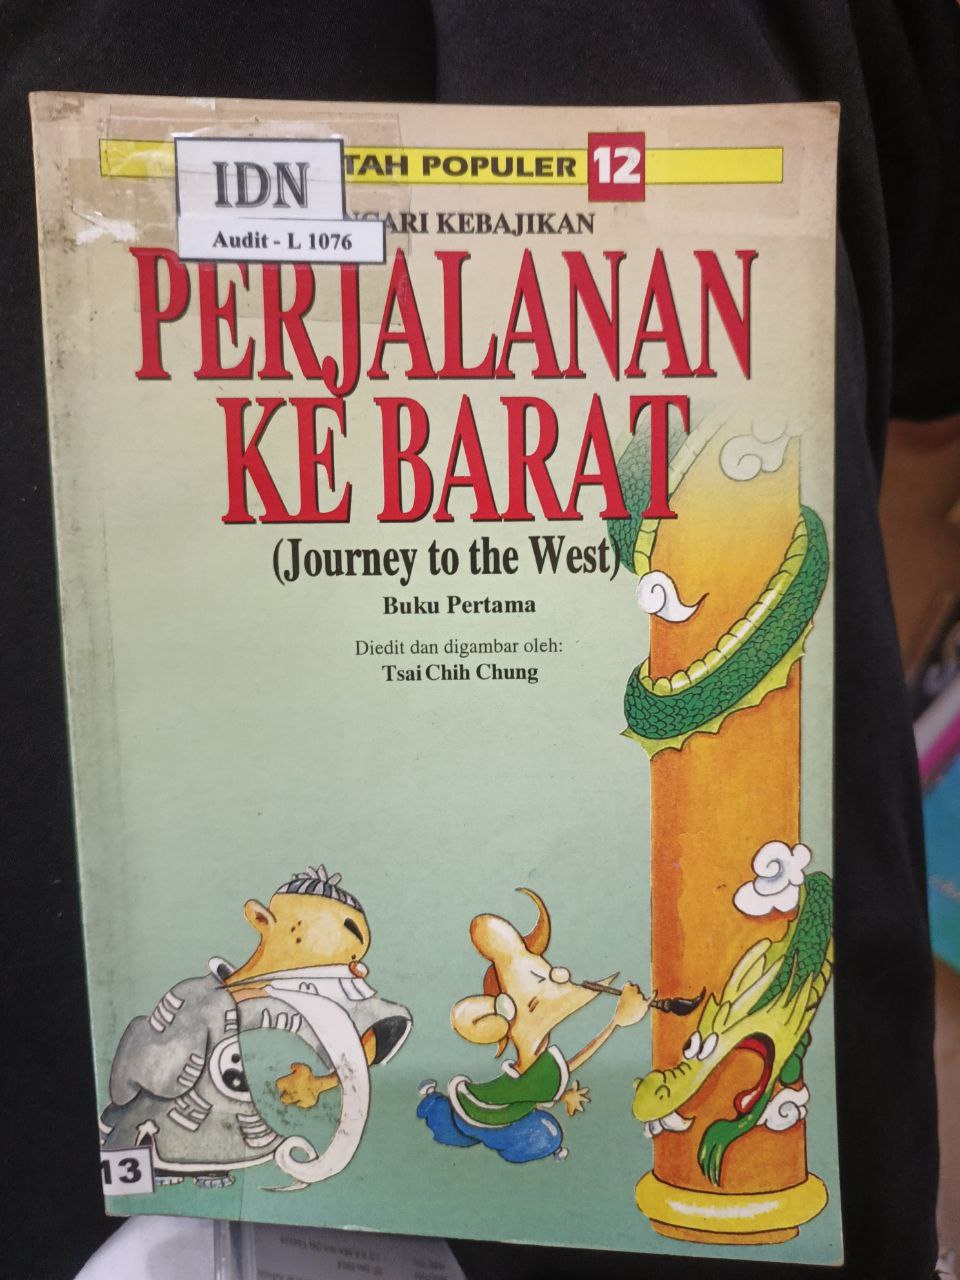 IDN
TAH POPULER 12
Audit - L 1076
CARI KEBAJIKAN
PERJALANAN
KE BARAT
(Journey to the West)
Buku Pertama
Diedit dan digambar oleh:
Tsai Chih Chung
13